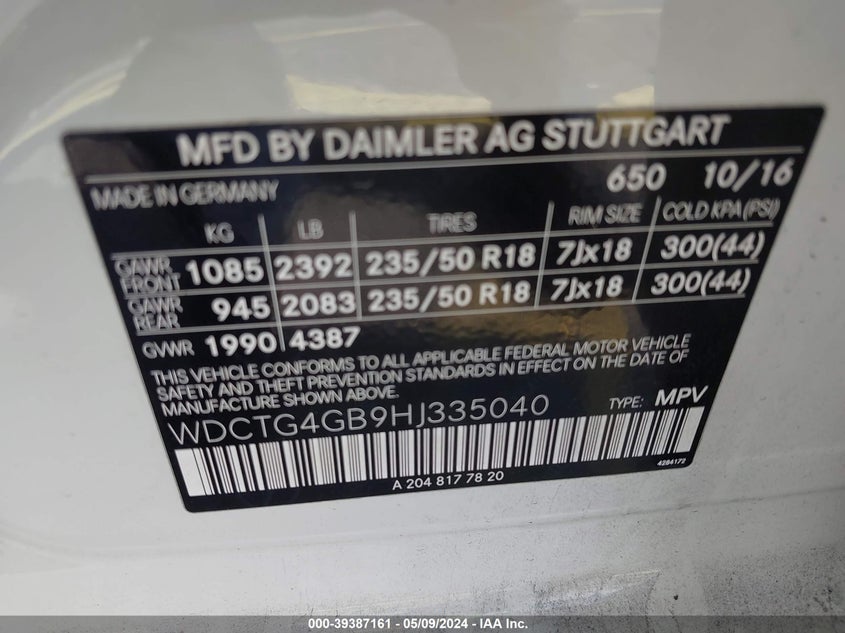 MFD BY DAIMLER AG STUTTGART
MADE IN GERMANY 650 10/16
KG LB TIRES RIM SIZE COLD KPA (PSI)
GAWR FRONT 1085 2392 235/50 R18 7Jx18 300(44)
GAWR REAR 945 2083 235/50 R18 7Jx18 300(44)
GVWR 1990 4387
THIS VEHICLE CONFORMS TO ALL APPLICABLE FEDERAL MOTOR VEHICLE
SAFETY AND THEFT PREVENTION STANDARDS IN EFFECT ON THE DATE OF
MANUFACTURE SHOWN ABOVE.
WDCTG4GB9HJ335040 TYPE: MPV
A 204 817 78 20 4284172
000-39387161 - 05/09/2024 - IAAI.COM